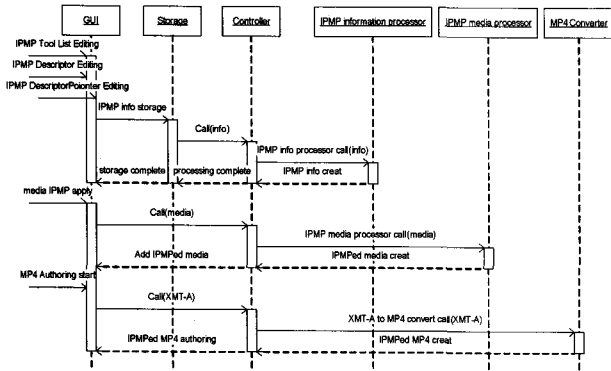 GUI
Storage
Controller
IPMP information processor
IPMP media processor
MP4 Converter
IPMP Tool List Editing
IPMP Descriptor Editing
IPMP DescriptorPoionter Editing
IPMP info storage
Call(info)
IPMP info processor call(info)
storage complete
processing complete
IPMP info creat
media IPMP apply
Call(media)
IPMP media processor call(media)
Add IPMPed media
IPMPed media creat
MP4 Authoring start
Call(XMT-A)
XMT-A to MP4 convert call(XMT-A)
IPMPed MP4 authoring
IPMPed MP4 creat